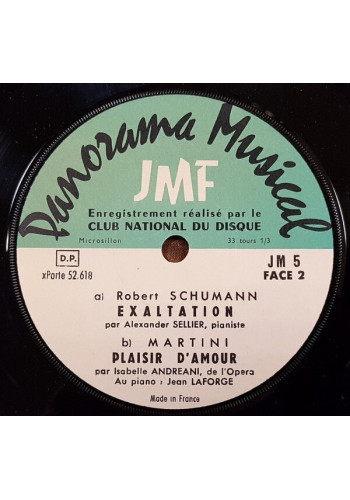 Panorama Musical
JMF
Enregistrement réalisé par le
CLUB NATIONAL DU DISQUE
Microsillon 33 tours 1/3
D.P. JM 5
xParte 52.618 FACE 2
a) Robert SCHUMANN
EXALTATION
par Alexander SELLIER, pianiste
b) MARTINI
PLAISIR D'AMOUR
par Isabelle ANDREANI, de l'Opera
Au piano : Jean LAFORGE
Made in France